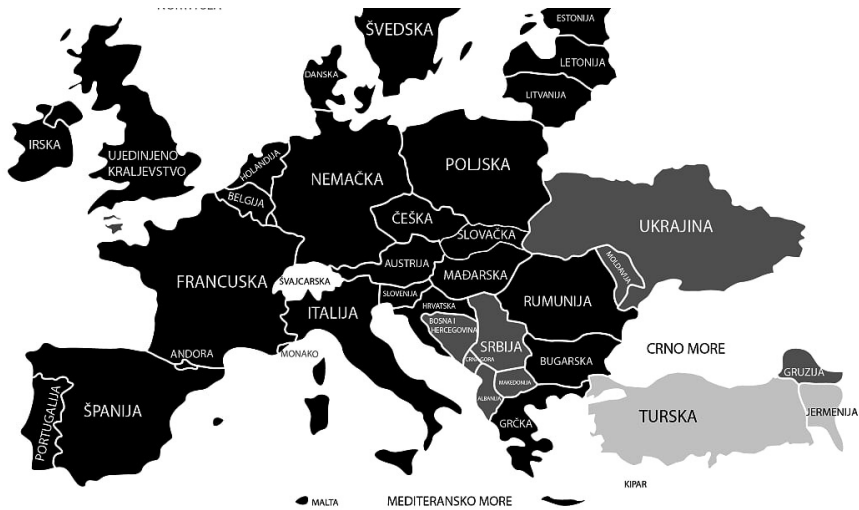 ŠVEDSKA
ESTONIJA
LETONIJA
LITVANIJA
DANSKA
IRSKA
UJEDINJENO
KRALJEVSTVO
HOLANDIJA
BELGIJA
NEMAČKA
POLJSKA
ČEŠKA
SLOVAČKA
UKRAJINA
MOLDAVIJA
FRANCUSKA
ŠVAJCARSKA
AUSTRIJA
MAĐARSKA
SLOVENIJA
HRVATSKA
RUMUNIJA
ITALIJA
BOSNA I
HERCEGOVINA
SRBIJA
CRNA GORA
BUGARSKA
CRNO MORE
ANDORA
MONAKO
MAKEDONIJA
ALBANIJA
GRUZIJA
JERMENIJA
PORTUGALIJA
ŠPANIJA
GRČKA
TURSKA
KIPAR
MALTA
MEDITERANSKO MORE